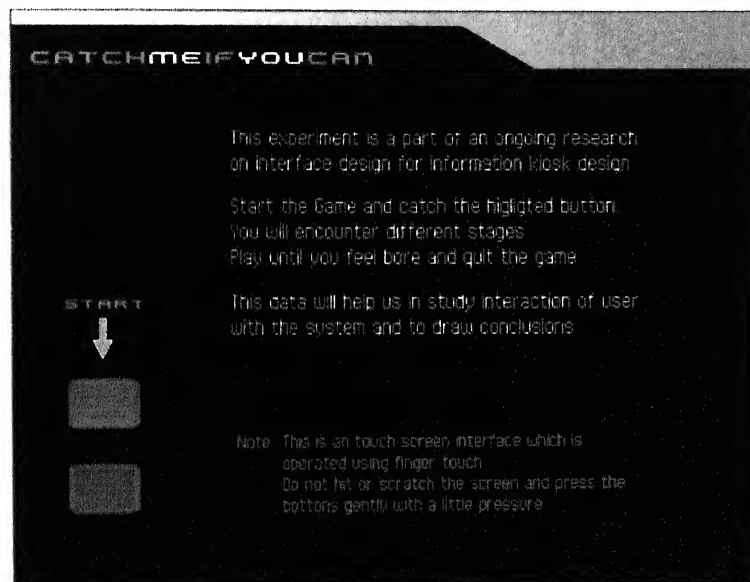 CATCHMEIFYOUCAN
This experiment is a part of an ongoing research
on interface design for information kiosk design
Start the Game and catch the higligted button
You will encounter different stages
Play until you feel bore and quit the game
START
This data will help us in study interaction of user
with the system and to draw conclusions
Note This is an touch screen interface which is
operated using finger touch
Do not hit or scratch the screen and press the
bottons gently with a little pressure